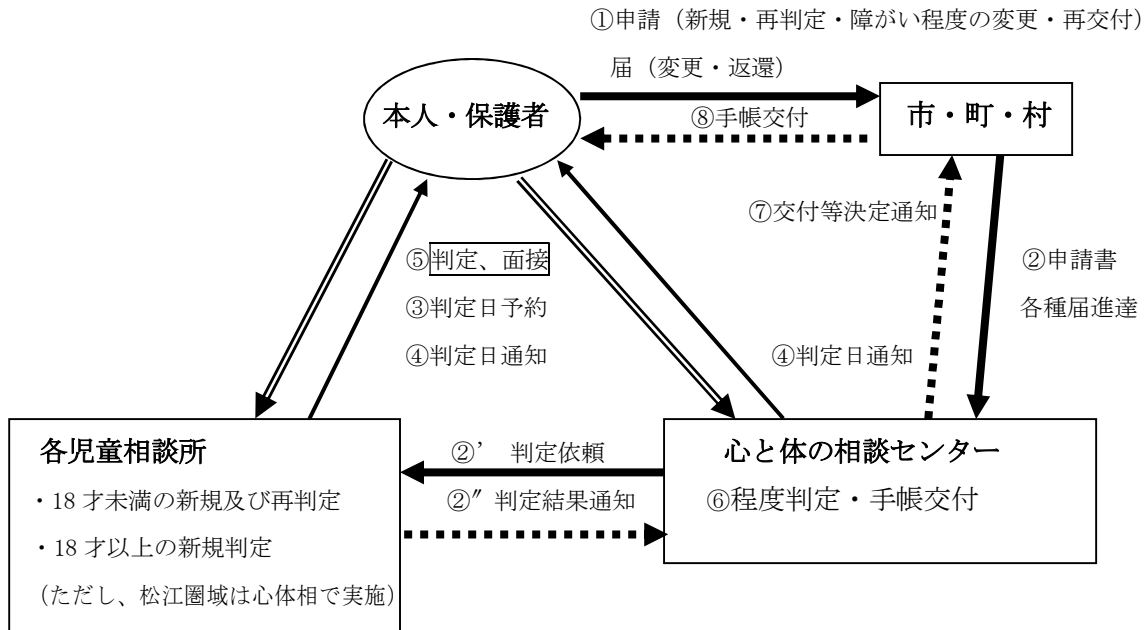 ①申請（新規・再判定・障がい程度の変更・再交付）
届（変更・返還）
本人・保護者
⑧手帳交付
市・町・村
⑦交付等決定通知
⑤判定、面接
②申請書
③判定日予約
各種届進達
④判定日通知
④判定日通知
各児童相談所
・18 才未満の新規及び再判定
・18 才以上の新規判定
(ただし、松江圏域は心体相で実施)
②’ 判定依頼
②″ 判定結果通知
心と体の相談センター
⑥程度判定・手帳交付